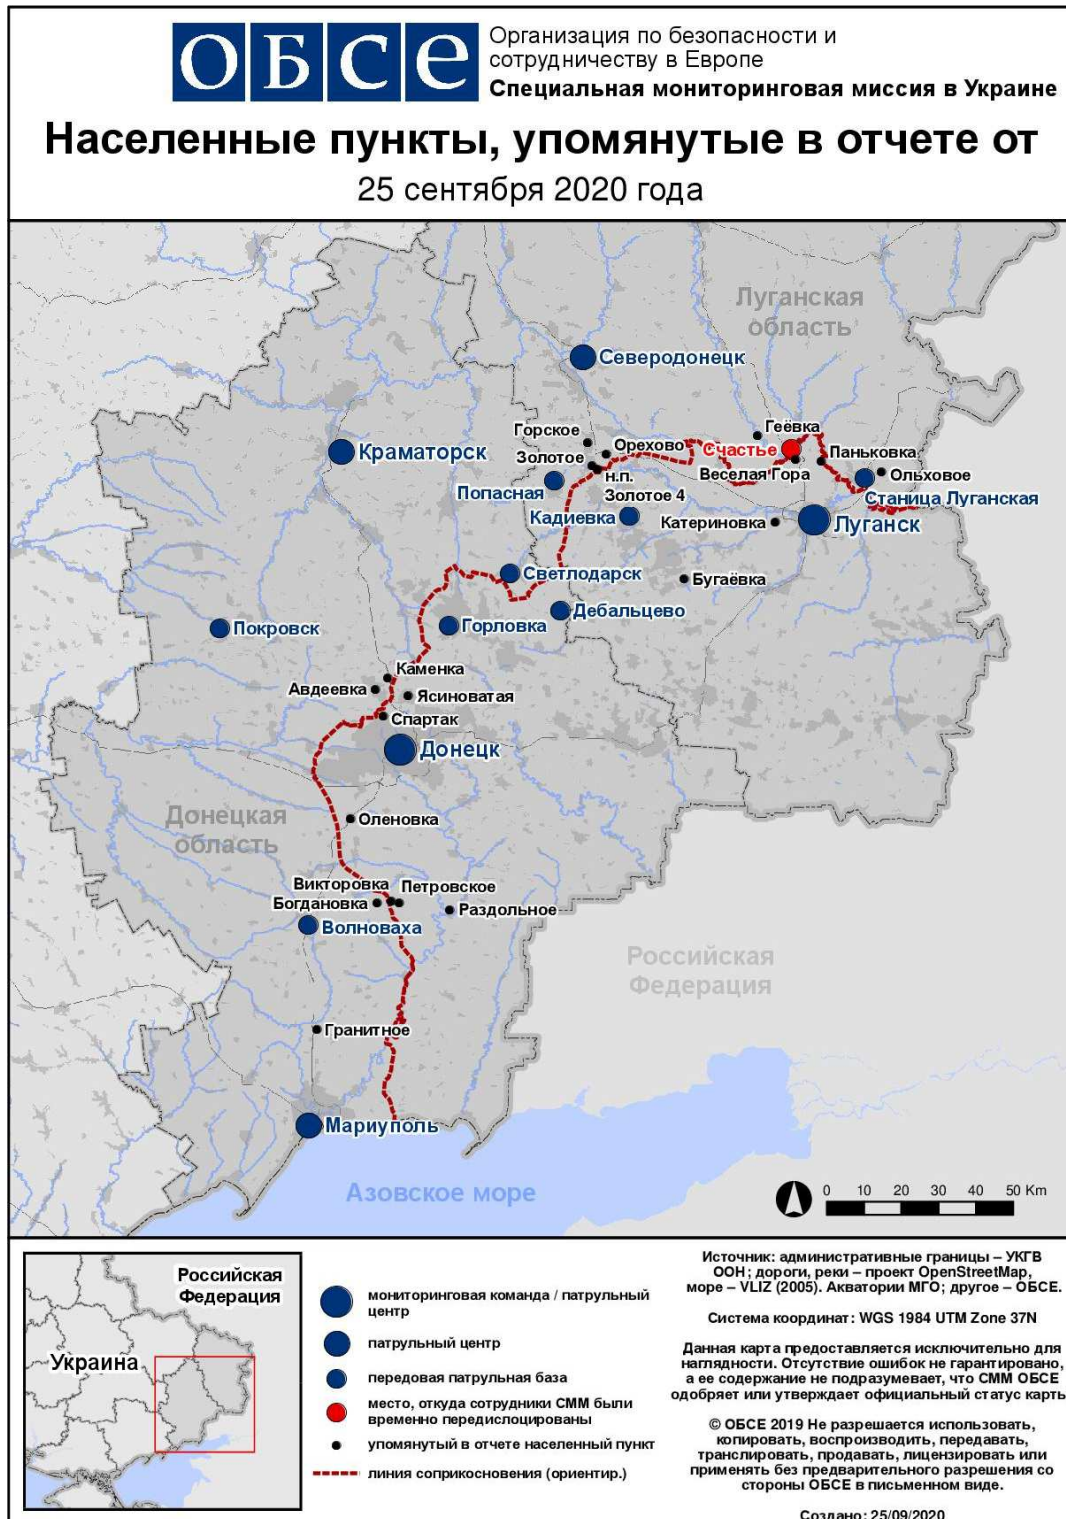 ОБСЕ
Организация по безопасности и
сотрудничеству в Европе
Специальная мониторинговая миссия в Украине
Населенные пункты, упомянутые в отчете от
25 сентября 2020 года
Луганская
область
Северодонецк
Геёвка
Горское
Орехово
Счастье
Краматорск
Паньковка
Золотое
н.п.
Золотое 4
Веселая Гора
Ольховое
Попасная
Станица Луганская
Кадиевка
Катериновка
Луганск
Светлодарск
Бугаёвка
Дебальцево
Покровск
Горловка
Каменка
Авдеевка
Ясиноватая
Спартак
Донецк
Донецкая
область
Оленовка
Викторовка
Петровское
Богдановка
Раздольное
Волноваха
Российская
Федерация
Гранитное
Мариуполь
Азовское море
0 10 20 30 40 50 Km
Российская
Федерация
Украина
мониторинговая команда / патрульный
центр
патрульный центр
передовая патрульная база
место, откуда сотрудники СММ были
временно передислоцированы
упомянутый в отчете населенный пункт
линия соприкосновения (ориентир.)
Источник: административные границы – УКГВ
ООН; дороги, реки – проект OpenStreetMap,
море – VLIZ (2005). Акватории МГО; другое – ОБСЕ.
Система координат: WGS 1984 UTM Zone 37N
Данная карта предоставляется исключительно для
наглядности. Отсутствие ошибок не гарантировано,
а ее содержание не подразумевает, что СММ ОБСЕ
одобряет или утверждает официальный статус карты
© ОБСЕ 2019 Не разрешается использовать,
копировать, воспроизводить, передавать,
транслировать, продавать, лицензировать или
применять без предварительного разрешения со
стороны ОБСЕ в письменном виде.
Создано: 25/09/2020